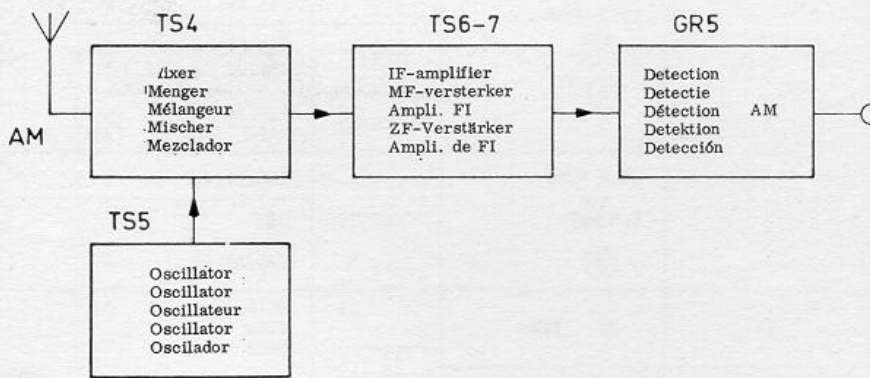 TS4
TS6-7
GR5
Menger
Mélangeur
Mischer
Mezclador
IF-amplifier
MF-versterker
Ampli. FI
ZF-Verstärker
Ampli. de FI
Detection
Detectie
Détection AM
Detektion
Detección
AM
TS5
Oscillator
Oscillator
Oscillateur
Oscillator
Oscilador